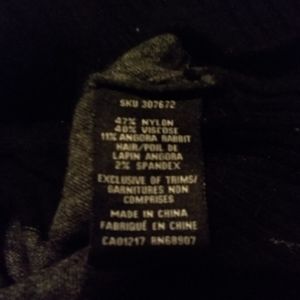 SKU 307672
47% NYLON
40% VISCOSE
11% ANGORA RABBIT
HAIR/POIL DE
LAPIN ANGORA
2% SPANDEX
EXCLUSIVE OF TRIMS/
GARNITURES NON
COMPRISES
MADE IN CHINA
FABRIQUÉ EN CHINE
CA01217 RN68907